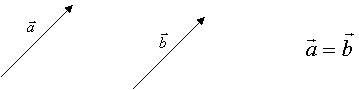 a⃗
b⃗
a⃗ = b⃗